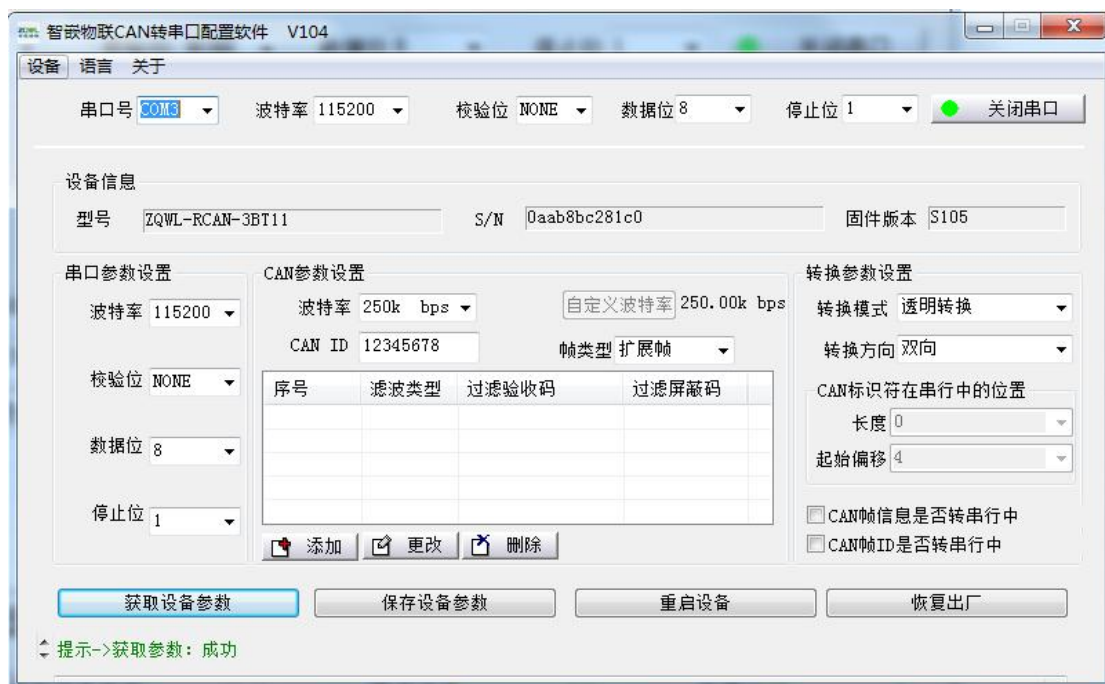 智嵌物联CAN转串口配置软件 V104
设备 语言 关于
串口号 COM3 波特率 115200 校验位 NONE 数据位 8 停止位 1 关闭串口
设备信息
型号 ZQWL-RCAN-3BT11 S/N 0aab8bc281c0 固件版本 S105
串口参数设置
波特率 115200
校验位 NONE
数据位 8
停止位 1
CAN参数设置
波特率 250k bps 自定义波特率 250.00k bps
CAN ID 12345678 帧类型 扩展帧
序号 滤波类型 过滤验收码 过滤屏蔽码
添加 更改 删除
转换参数设置
转换模式 透明转换
转换方向 双向
CAN标识符在串行中的位置
长度 0
起始偏移 4
CAN帧信息是否转串行中
CAN帧ID是否转串行中
获取设备参数 保存设备参数 重启设备 恢复出厂
提示->获取参数: 成功